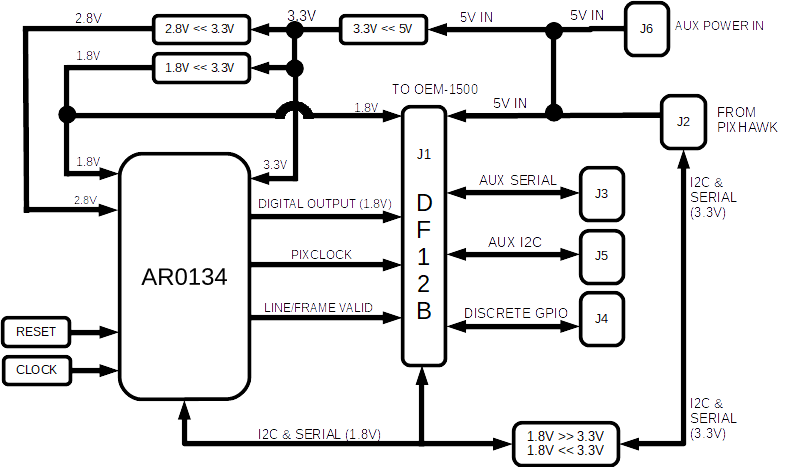 2.8V
2.8V << 3.3V
3.3V
3.3V << 5V
5V IN
5V IN
J6
AUX POWER IN
1.8V
1.8V << 3.3V
TO OEM-1500
1.8V
5V IN
J2
FROM
PIXHAWK
J1
DF12B
1.8V
3.3V
2.8V
DIGITAL OUTPUT (1.8V)
AUX SERIAL
J3
I2C &
SERIAL
(3.3V)
PIXCLOCK
AUX I2C
J5
AR0134
LINE/FRAME VALID
DISCRETE GPIO
J4
RESET
CLOCK
I2C & SERIAL (1.8V)
1.8V >> 3.3V
1.8V << 3.3V
I2C &
SERIAL
(3.3V)